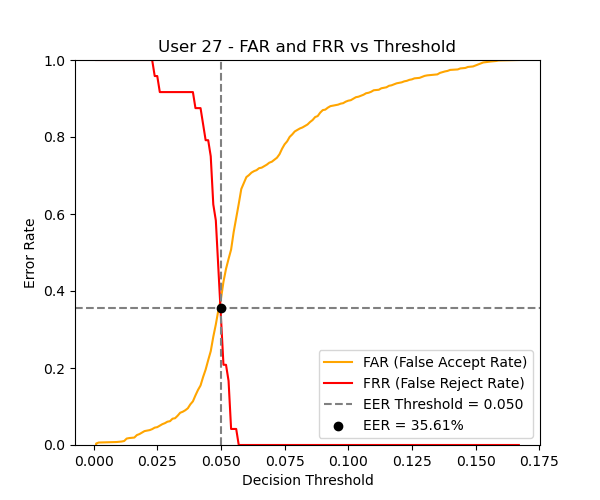 User 27 - FAR and FRR vs Threshold
1.0
0.8
0.6
0.4
0.2
0.0
Error Rate
FAR (False Accept Rate)
FRR (False Reject Rate)
EER Threshold = 0.050
EER = 35.61%
0.000 0.025 0.050 0.075 0.100 0.125 0.150 0.175
Decision Threshold